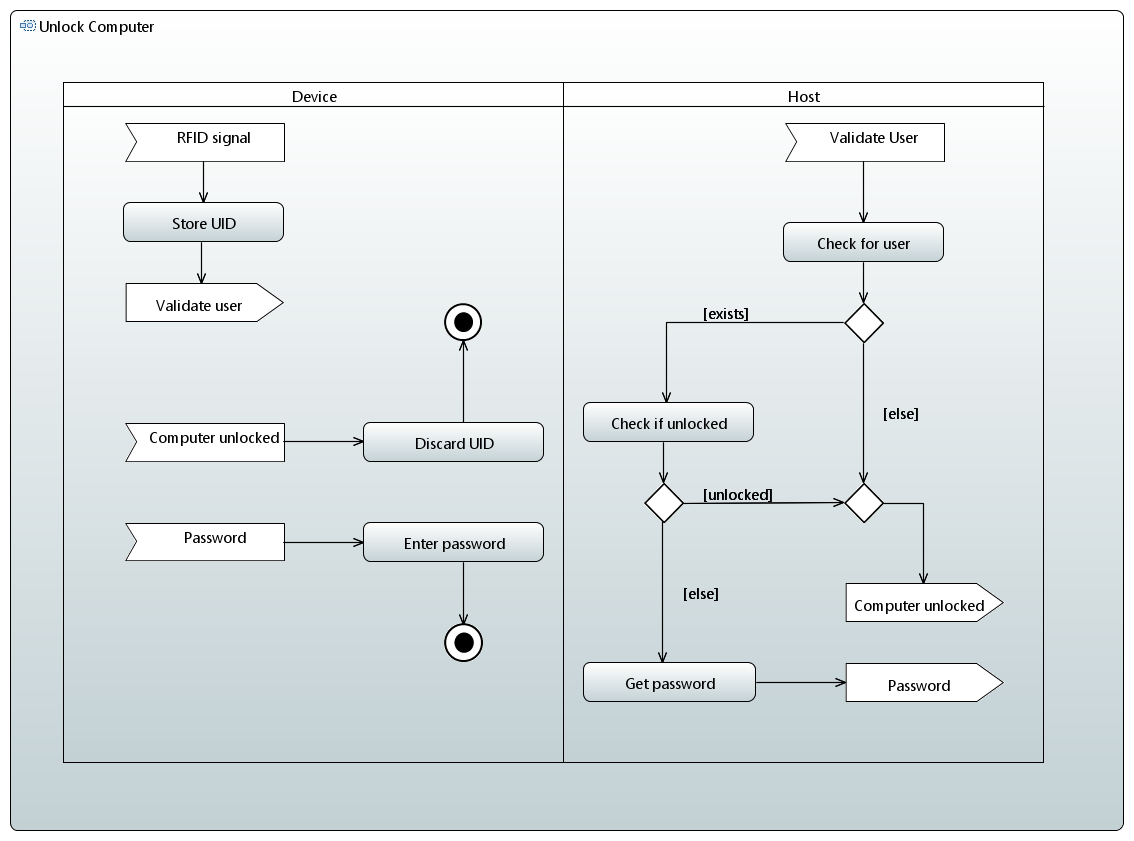 Unlock Computer
Device
Host
RFID signal
Store UID
Validate user
Computer unlocked
Discard UID
Password
Enter password
Validate User
Check for user
[exists]
[else]
Check if unlocked
[unlocked]
[else]
Computer unlocked
Get password
Password